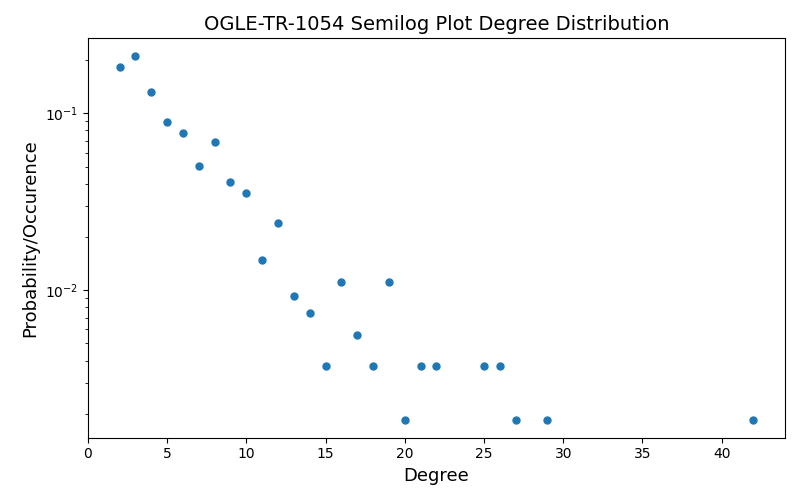 OGLE-TR-1054 Semilog Plot Degree Distribution
Probability/Occurence
10⁻¹
10⁻²
0 5 10 15 20 25 30 35 40
Degree